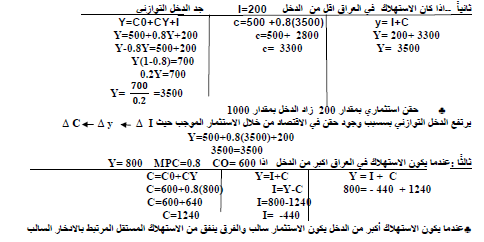 ثانياً ..اذا كان الاستهلاك في العراق اقل من الدخل I=200 جد الدخل التوازني
Y=C0+CY+I c=500 +0.8(3500) y= I+C
Y=500+0.8Y+200 c=500+ 2800 Y= 200+ 3300
Y-0.8Y=500+200 c= 3300 Y= 3500
Y(1-0.8)=700
0.2Y=700
Y= 700/0.2 =3500
♣ حقن استثماري بمقدار 200 زاد الدخل بمقدار 1000
يرتفع الدخل التوازني بسسبب وجود حقن في الاقتصاد من خلال الاستثمار الموجب حيث Δ C ← Δ y ← Δ I
Y=500+0.8(3500)+200
3500=3500
ثالثًا :عندما يكون الاستهلاك في العراق اكبر من الدخل اذا Y= 800 MPC=0.8 CO= 600
C=C0+CY Y=I+C Y = I + C
C=600+0.8(800) I=Y-C 800= - 440 + 1240
C=600+640 I=800-1240
C=1240 I= -440
♣عندما يكون الاستهلاك أكبر من الدخل يكون الاستثمار سالب والفرق ينفق من الاستهلاك المستقل المرتبط بالادخار السالب